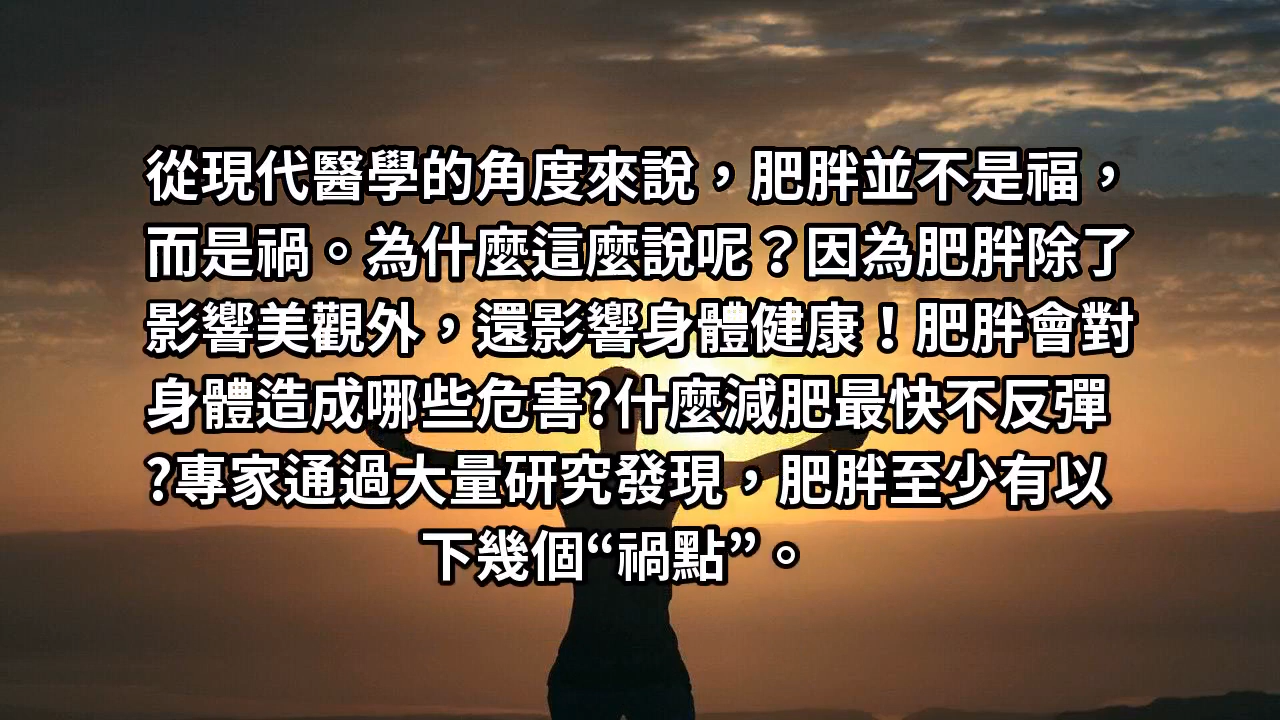 從現代醫學的角度來說，肥胖並不是福，
而是禍。為什麼這麼說呢？因為肥胖除了
影響美觀外，還影響身體健康！肥胖會對
身體造成哪些危害?什麼減肥最快不反彈
?專家通過大量研究發現，肥胖至少有以
下幾個“禍點”。